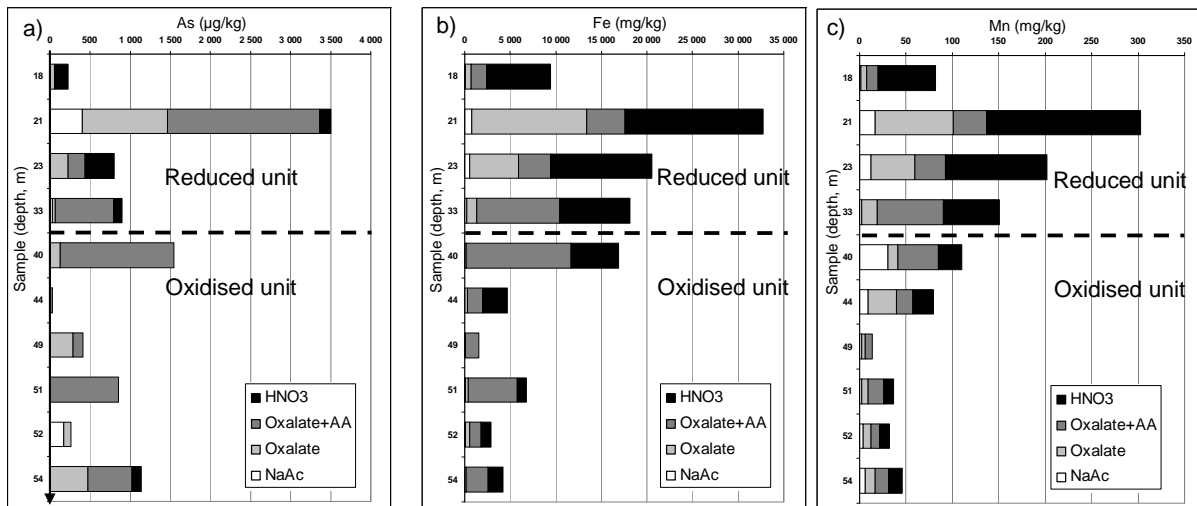 a) As (µg/kg)
0 500 1 000 1 500 2 000 2 500 3 000 3 500 4 000
Sample (depth, m)
18
21
23
33
40
44
49
51
52
54
Reduced unit
Oxidised unit
HNO3
Oxalate+AA
Oxalate
NaAc
b) Fe (mg/kg)
0 5 000 10 000 15 000 20 000 25 000 30 000 35 000
Sample (depth, m)
18
21
23
33
40
44
49
51
52
54
Reduced unit
Oxidised unit
HNO3
Oxalate+AA
Oxalate
NaAc
c) Mn (mg/kg)
0 50 100 150 200 250 300 350
Sample (depth, m)
18
21
23
33
40
44
49
51
52
54
Reduced unit
Oxidised unit
HNO3
Oxalate+AA
Oxalate
NaAc